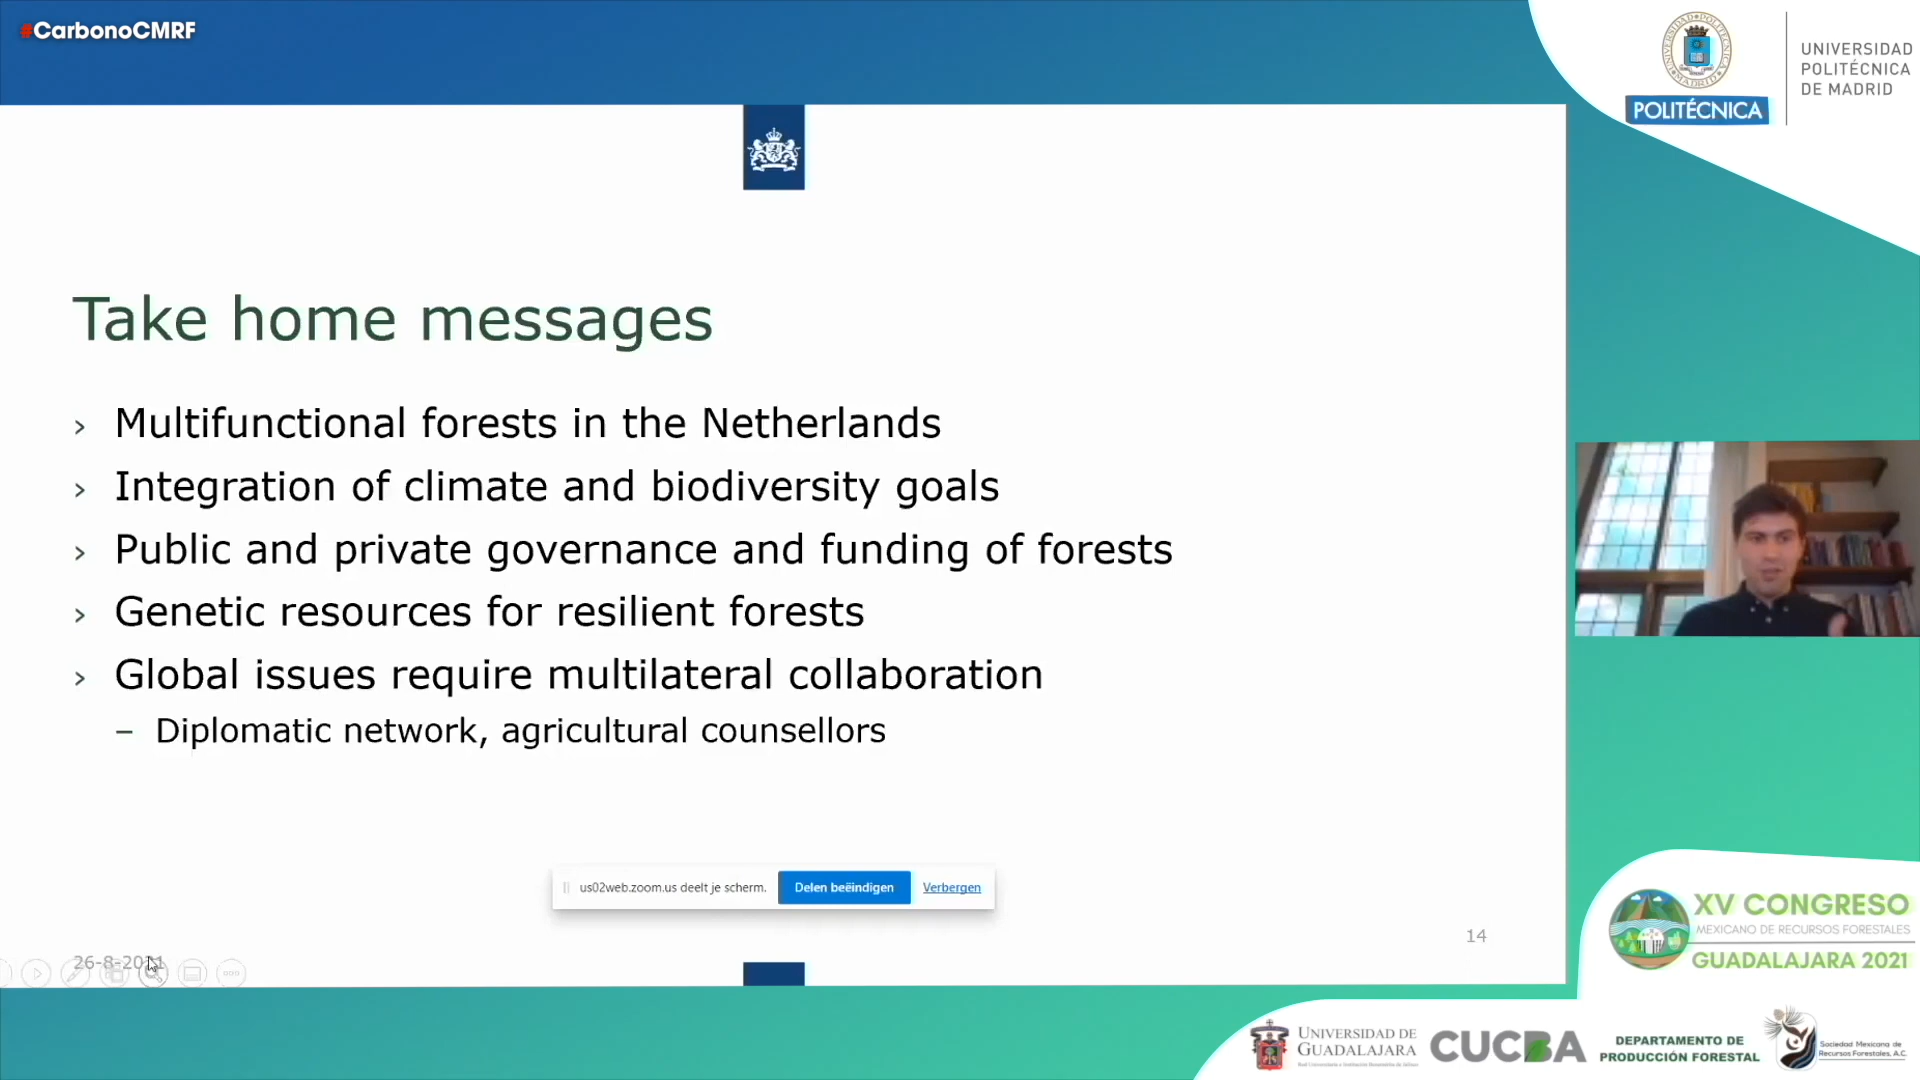 #CarbonoCMRF
UNIVERSIDAD
POLITÉCNICA
DE MADRID
POLITÉCNICA
Take home messages
› Multifunctional forests in the Netherlands
› Integration of climate and biodiversity goals
› Public and private governance and funding of forests
› Genetic resources for resilient forests
› Global issues require multilateral collaboration
– Diplomatic network, agricultural counsellors
us02web.zoom.us deelt je scherm. Delen beëindigen Verbergen
14
26-8-2021
XV CONGRESO
MEXICANO DE RECURSOS FORESTALES
GUADALAJARA 2021
UNIVERSIDAD DE
GUADALAJARA
CUCBA
DEPARTAMENTO DE
PRODUCCIÓN FORESTAL
Sociedad Mexicana de
Recursos Forestales, A.C.